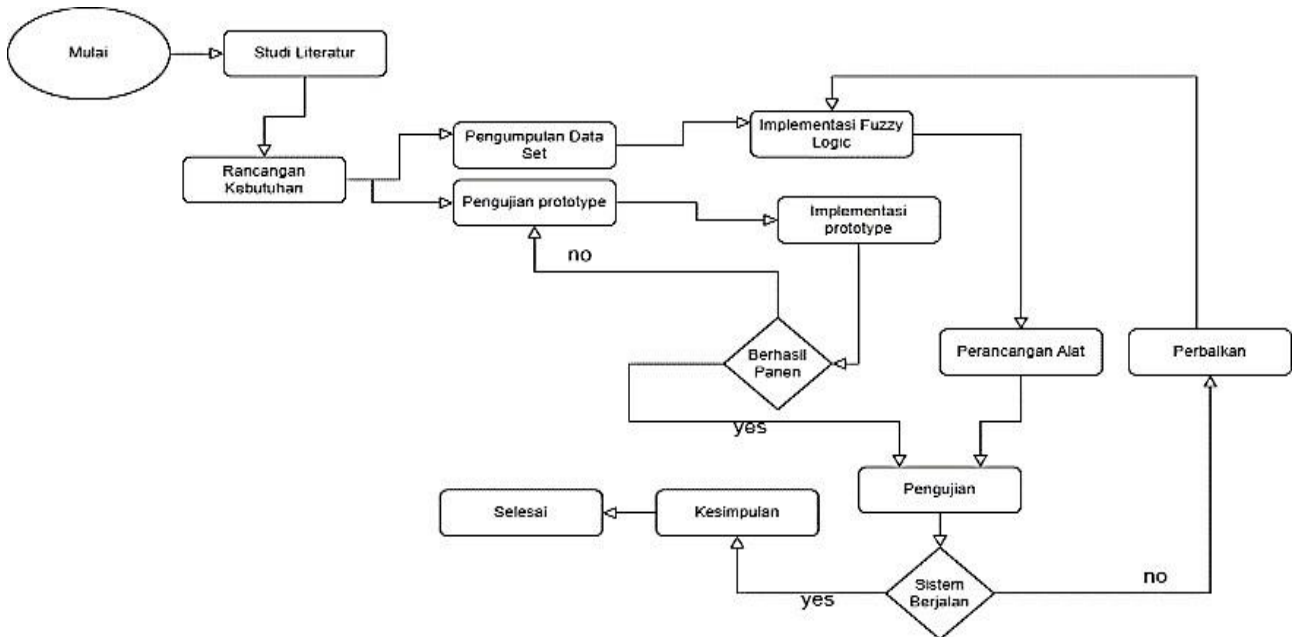 Mulai
Studi Literatur
Rancangan
Kebutuhan
Pengumpulan Data
Set
Implementasi Fuzzy
Logic
Pengujian prototype
Implementasi
prototype
no
Berhasil
Panen
yes
Perancangan Alat
Perbaikan
Pengujian
Selesai
Kesimpulan
Sistem
Berjalan
yes
no